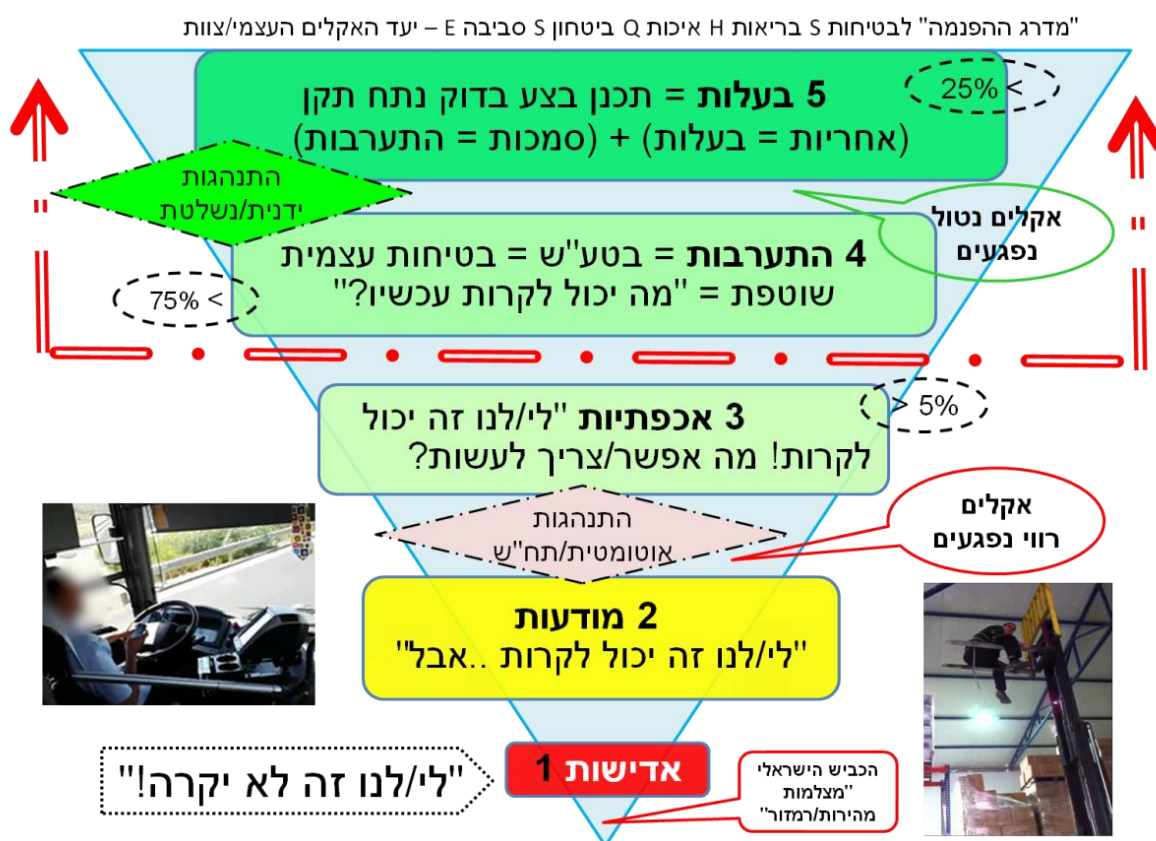 "מדרג ההפנמה" לבטיחות S בריאות H איכות Q ביטחון S סביבה E – יעד האקלים העצמי/צוות
5 בעלות = תכנן בצע בדוק נתח תקן
(אחריות = בעלות) + (סמכות = התערבות)
25% <
התנהגות
ידנית/נשלטת
אקלים נטול
נפגעים
4 התערבות = בטע"ש = בטיחות עצמית
שוטפת = "מה יכול לקרות עכשיו?"
75% <
3 אכפתיות "לי/לנו זה יכול
לקרות! מה אפשר/צריך לעשות?
> 5%
התנהגות
אוטומטית/תח"ש
אקלים
רווי נפגעים
2 מודעות
"לי/לנו זה יכול לקרות ..אבל"
1 אדישות
"לי/לנו זה לא יקרה!"
הכביש הישראלי
"מצלמות
מהירות/רמזור"